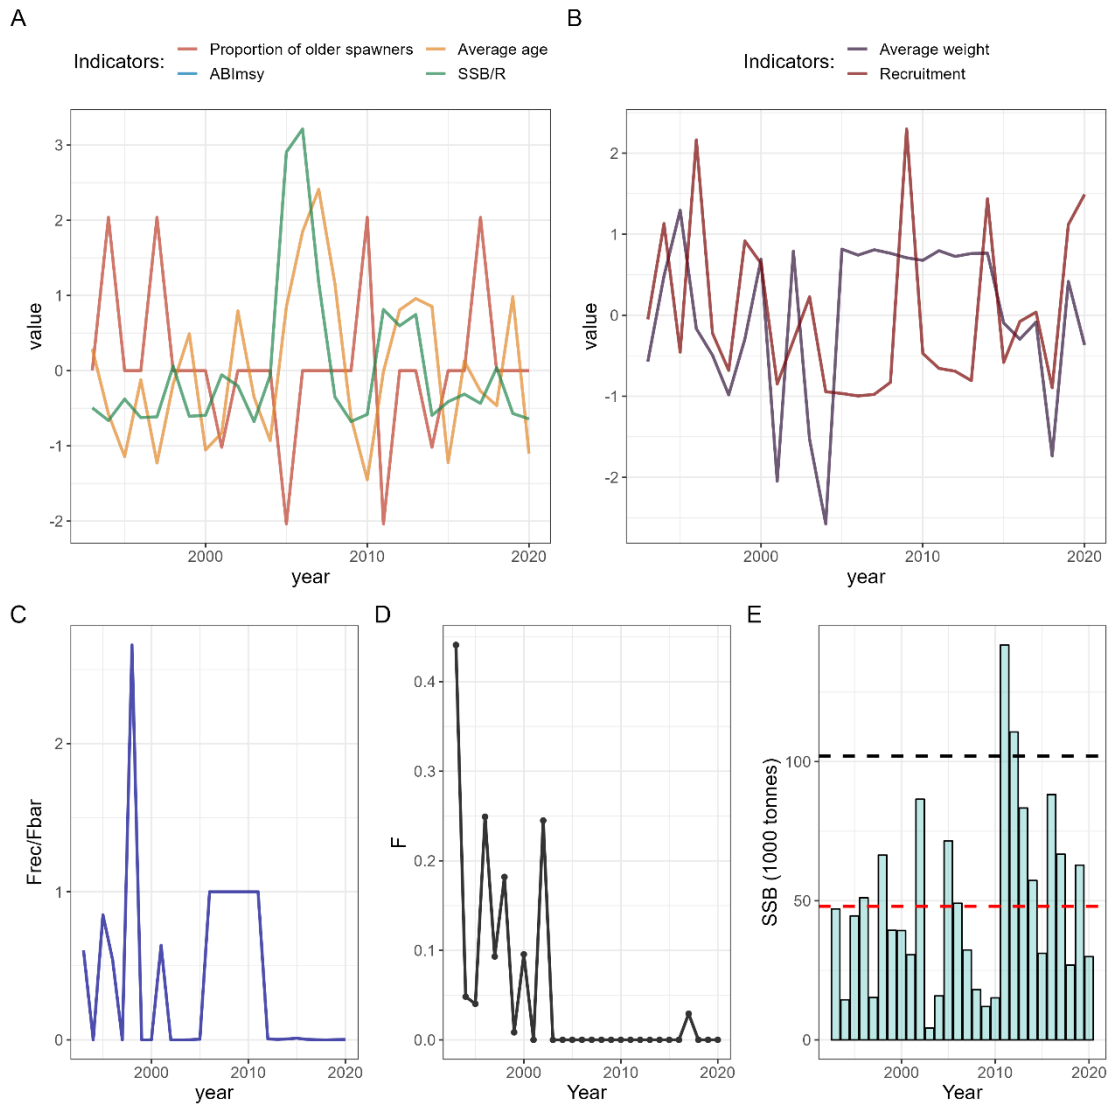 A
Indicators:
Proportion of older spawners
Average age
ABImsy
SSB/R
3
2
1
0
-1
-2
value
2000
2010
2020
year
B
Indicators:
Average weight
Recruitment
2
1
0
-1
-2
value
2000
2010
2020
year
C
2
1
0
Frec/Fbar
2000
2010
2020
year
D
0.4
0.3
0.2
0.1
0.0
F
2000
2010
2020
Year
E
100
50
0
SSB (1000 tonnes)
2000
2010
2020
Year